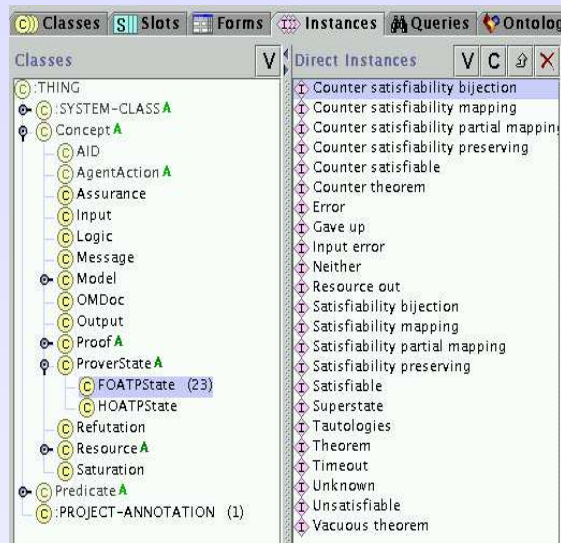 Classes Slots Forms Instances Queries Ontolog
Classes V
:THING
:SYSTEM-CLASS A
Concept A
AID
AgentAction A
Assurance
Input
Logic
Message
Model
OMDoc
Output
Proof A
ProverState A
FOATPState (23)
HOATPState
Refutation
Resource A
Saturation
Predicate A
:PROJECT-ANNOTATION (1)
Direct Instances V C
Counter satisfiability bijection
Counter satisfiability mapping
Counter satisfiability partial mapping
Counter satisfiability preserving
Counter satisfiable
Counter theorem
Error
Gave up
Input error
Neither
Resource out
Satisfiability bijection
Satisfiability mapping
Satisfiability partial mapping
Satisfiability preserving
Satisfiable
Superstate
Tautologies
Theorem
Timeout
Unknown
Unsatisfiable
Vacuous theorem